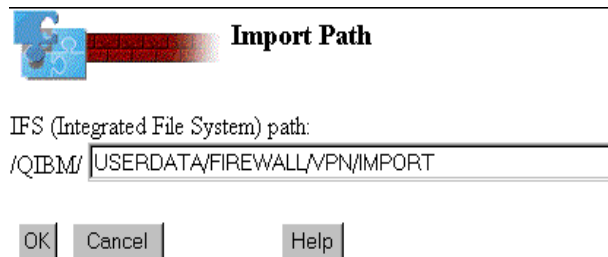 Import Path
IFS (Integrated File System) path:
/QIBM/ USERDATA/FIREWALL/VPN/IMPORT
OK Cancel Help